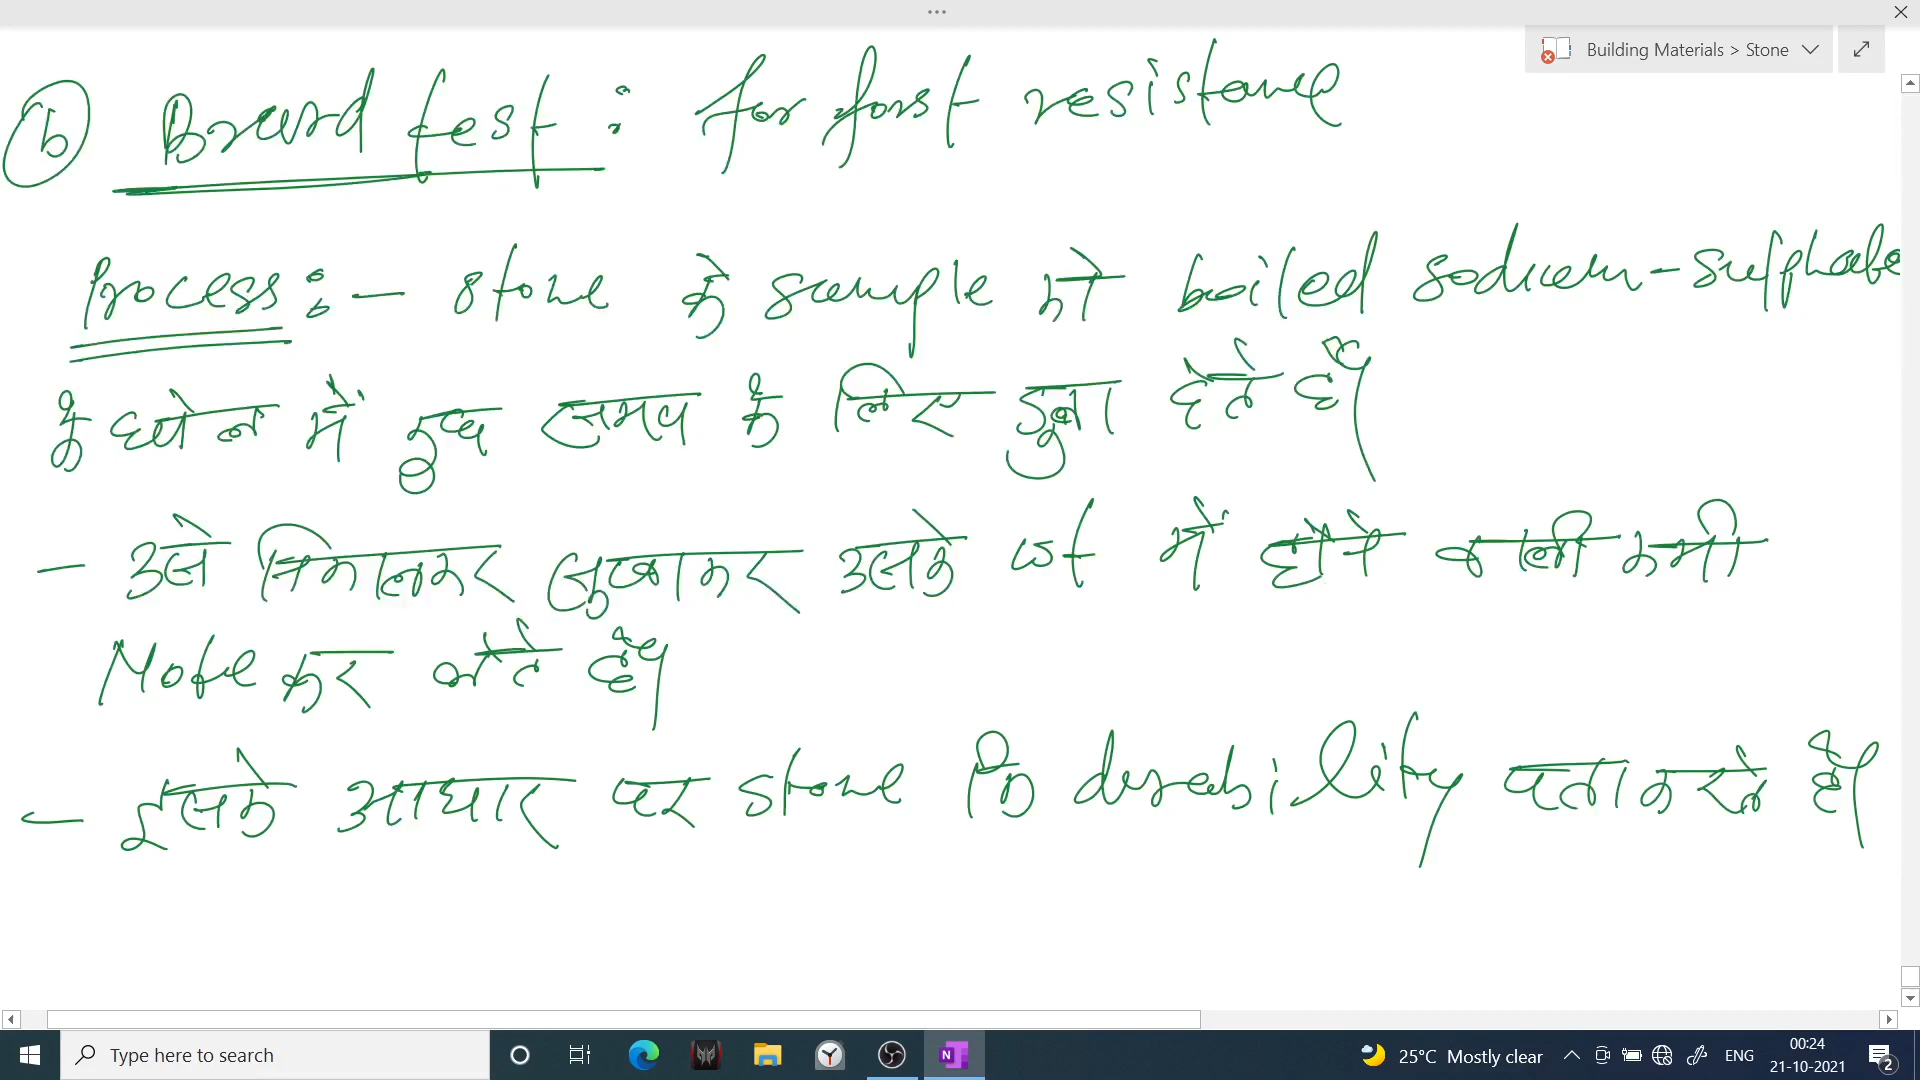 Building Materials > Stone
(b) Brard test : for forst resistance
Process :- stone के sample को boiled sodium-sulphate
के घोल में कुछ समय के लिए डुबा देते हैं।
- उसे निकालकर सुखाकर उसके wt में होने वाली कमी
Note कर लेते हैं।
- इसके आधार पर stone कि durability पता करते हैं।
Type here to search
N
25°C Mostly clear
ENG
00:24
21-10-2021
2